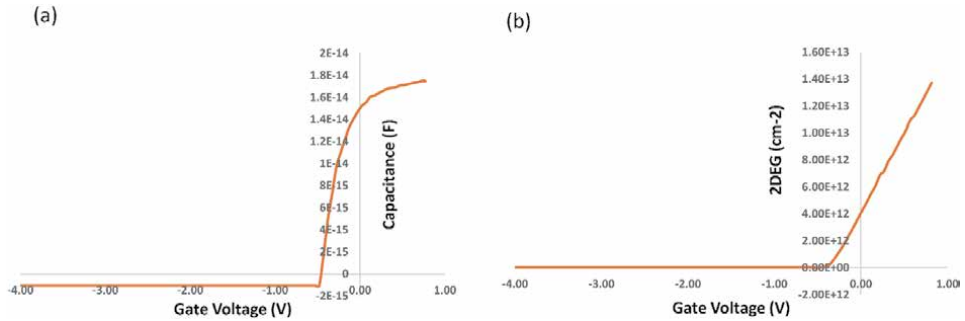 (a)
2E-14
1.8E-14
1.6E-14
1.4E-14
1.2E-14
1E-14
8E-15
6E-15
4E-15
2E-15
0
-2E-15
Capacitance (F)
-4.00
-3.00
-2.00
-1.00
0.00
1.00
Gate Voltage (V)
(b)
1.60E+13
1.40E+13
1.20E+13
1.00E+13
8.00E+12
6.00E+12
4.00E+12
2.00E+12
0.00E+00
-2.00E+12
2DEG (cm-2)
-4.00
-3.00
-2.00
-1.00
0.00
1.00
Gate Voltage (V)